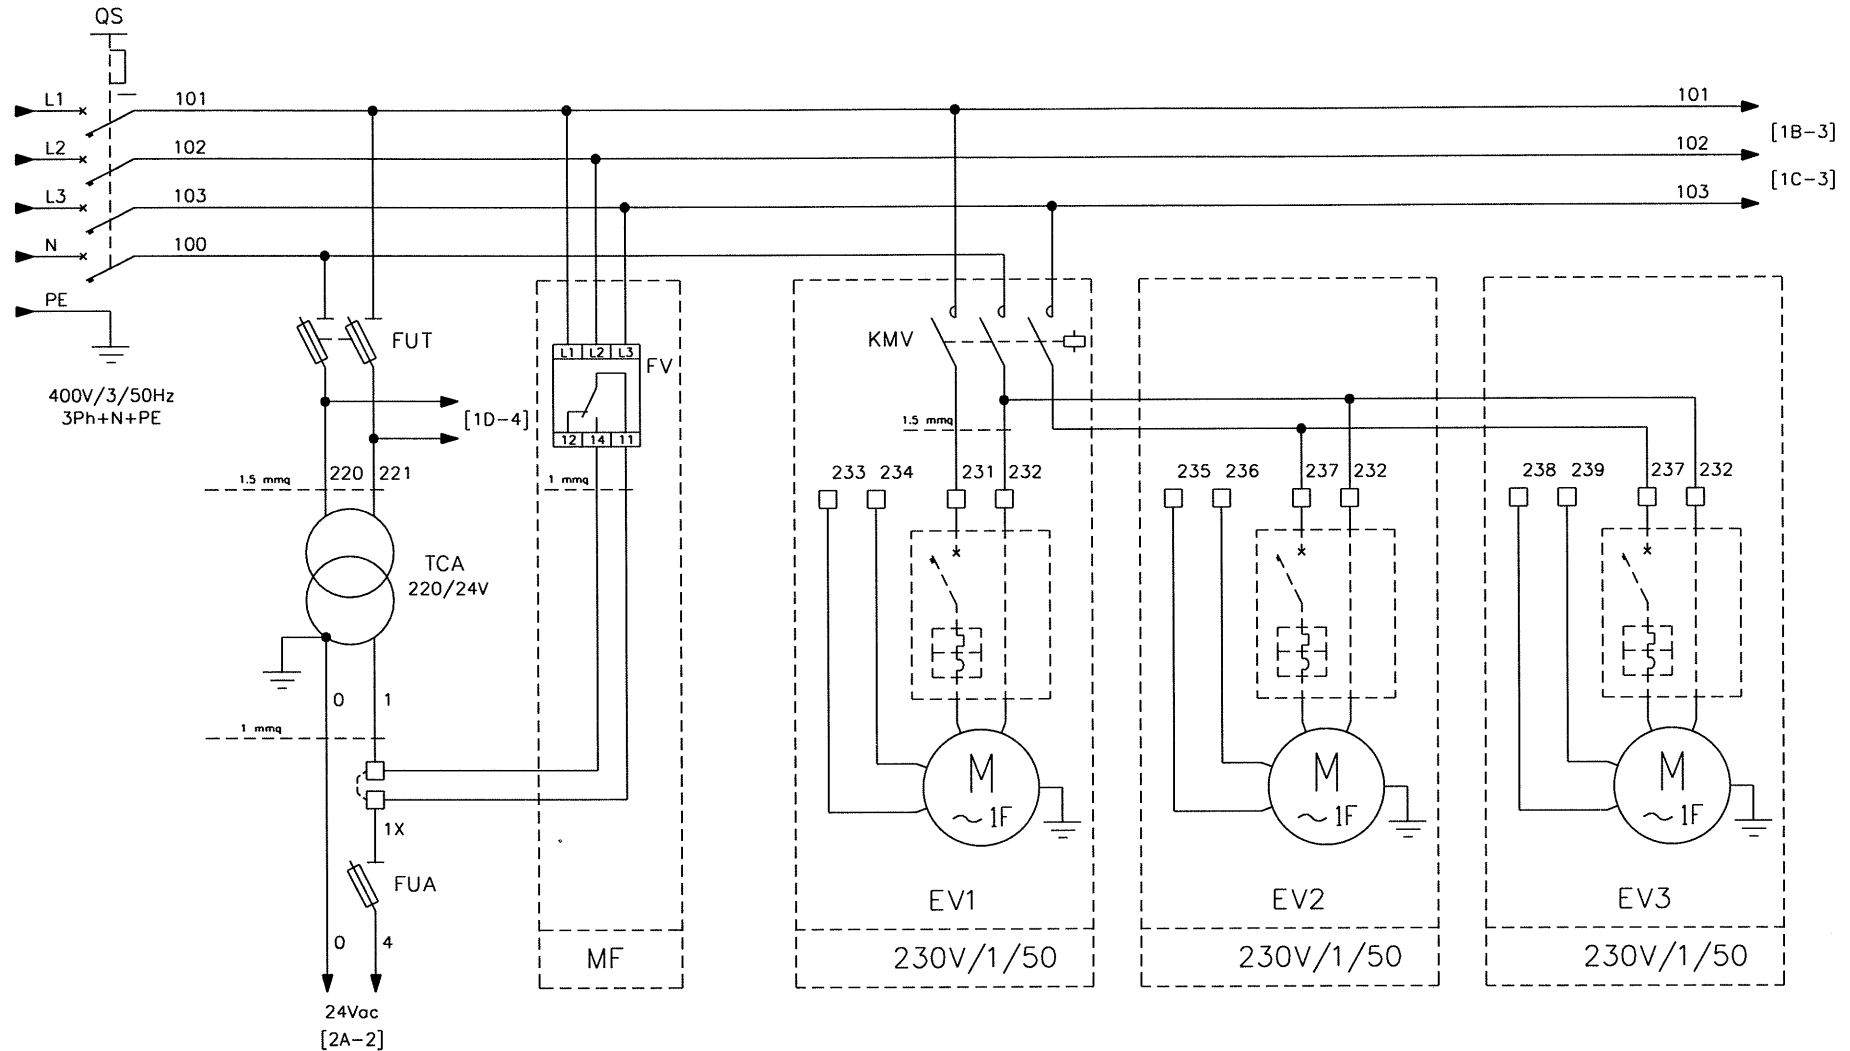 QS
L1 101 101
[1B-3]
L2 102 102
[1C-3]
L3 103 103
N 100
PE
400V/3/50Hz
3Ph+N+PE
FUT
L1 L2 L3
FV
12 14 11
KMV
[1D-4]
1.5 mmq
1.5 mmq 220 221
1 mmq
233 234 231 232
235 236 237 232
238 239 237 232
TCA
220/24V
0 1
1 mmq
1X
FUA
0 4
24Vac
[2A-2]
MF
M
~ 1F
EV1
230V/1/50
M
~ 1F
EV2
230V/1/50
M
~ 1F
EV3
230V/1/50